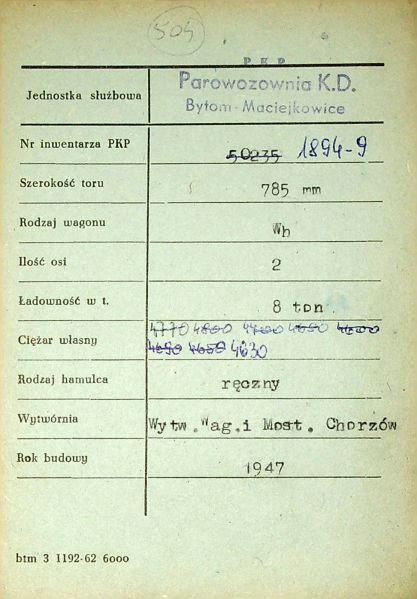 505
PKP
Parowozownia K.D.
Bytom-Maciejkowice
Jednostka służbowa
Nr inwentarza PKP 50235 1894-9
Szerokość toru 785 mm
Rodzaj wagonu Wh
Ilość osi 2
Ładowność w t. 8 ton
4770 4800 4700 4650 4600
Ciężar własny
4650 4650 4630
Rodzaj hamulca ręczny
Wytwórnia Wytw.Wag.i Most. Chorzów
Rok budowy 1947
btm 3 1192-62 6000